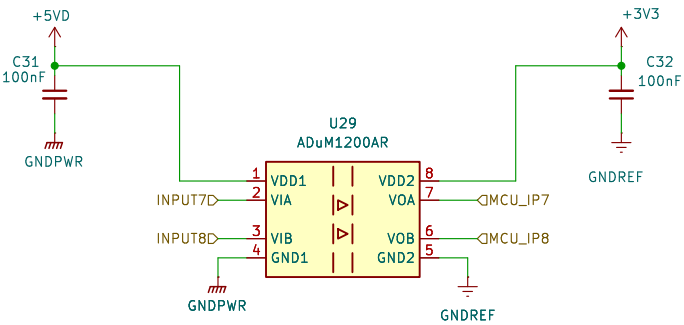 +5VD
+3V3
C31
100nF
C32
100nF
GNDPWR
GNDREF
U29
ADuM1200AR
1 VDD1 VDD2 8
INPUT7 2 VIA VOA 7 MCU_IP7
INPUT8 3 VIB VOB 6 MCU_IP8
4 GND1 GND2 5
GNDPWR
GNDREF